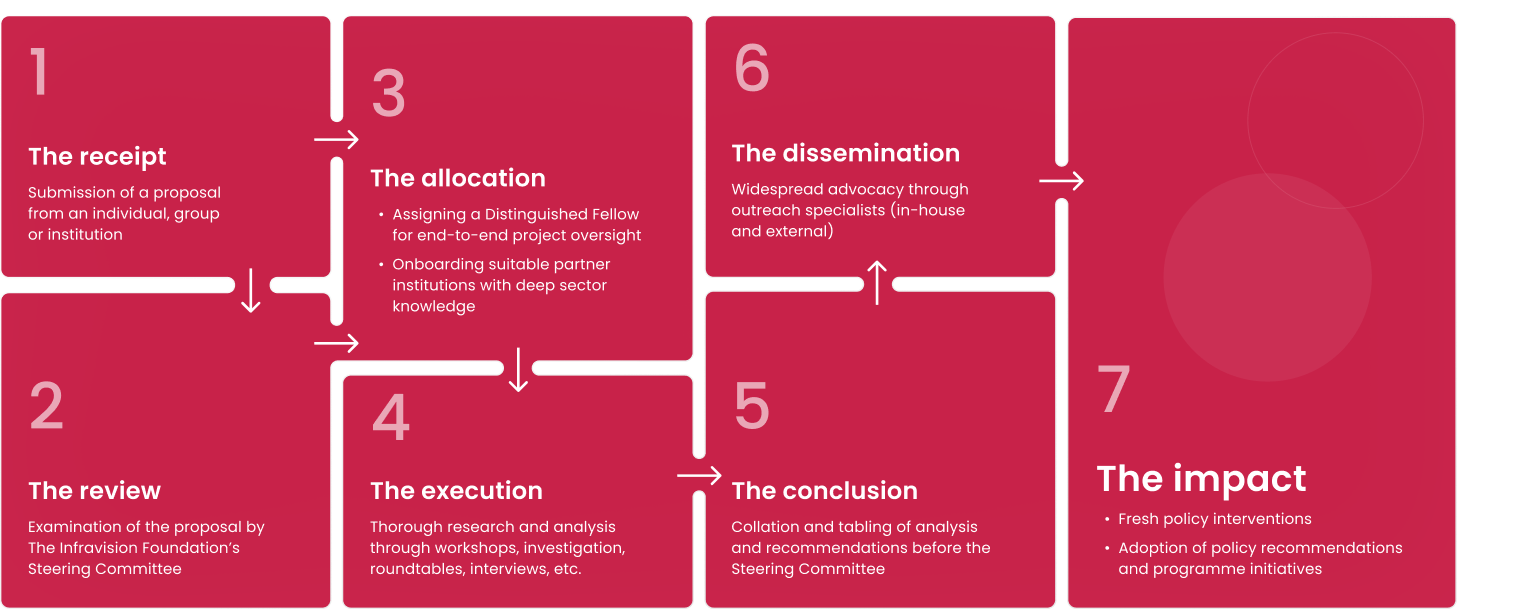 1
The receipt
Submission of a proposal
from an individual, group
or institution
2
The review
Examination of the proposal by
The Infravision Foundation’s
Steering Committee
3
The allocation
• Assigning a Distinguished Fellow
for end-to-end project oversight
• Onboarding suitable partner
institutions with deep sector
knowledge
4
The execution
Thorough research and analysis
through workshops, investigation,
roundtables, interviews, etc.
5
The conclusion
Collation and tabling of analysis
and recommendations before the
Steering Committee
6
The dissemination
Widespread advocacy through
outreach specialists (in-house
and external)
7
The impact
• Fresh policy interventions
• Adoption of policy recommendations
and programme initiatives